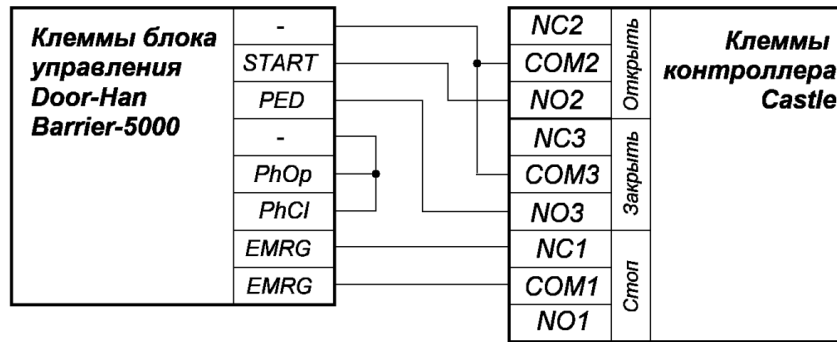 Клеммы блока
управления
Door-Han
Barrier-5000
-
START
PED
-
PhOp
PhCl
EMRG
EMRG
NC2
COM2
NO2
NC3
COM3
NO3
NC1
COM1
NO1
Открыть
Закрыть
Стоп
Клеммы
контроллера
Castle